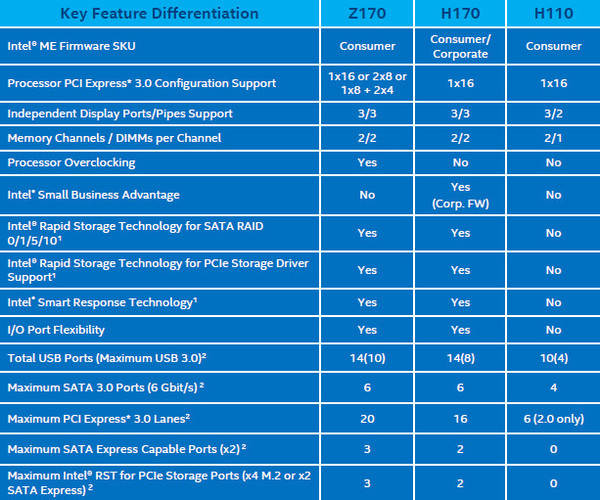 Key Feature Differentiation Z170 H170 H110
Intel® ME Firmware SKU Consumer Consumer/ Consumer
Corporate
Processor PCI Express* 3.0 Configuration Support 1x16 or 2x8 or 1x16 1x16
1x8 + 2x4
Independent Display Ports/Pipes Support 3/3 3/3 3/2
Memory Channels / DIMMs per Channel 2/2 2/2 2/1
Processor Overclocking Yes No No
Intel® Small Business Advantage No Yes No
(Corp. FW)
Intel® Rapid Storage Technology for SATA RAID Yes Yes No
0/1/5/10¹
Intel® Rapid Storage Technology for PCIe Storage Driver Yes Yes No
Support¹
Intel® Smart Response Technology¹ Yes Yes No
I/O Port Flexibility Yes Yes No
Total USB Ports (Maximum USB 3.0)² 14(10) 14(8) 10(4)
Maximum SATA 3.0 Ports (6 Gbit/s) ² 6 6 4
Maximum PCI Express* 3.0 Lanes² 20 16 6 (2.0 only)
Maximum SATA Express Capable Ports (x2) ² 3 2 0
Maximum Intel® RST for PCIe Storage Ports (x4 M.2 or x2 3 2 0
SATA Express) ²